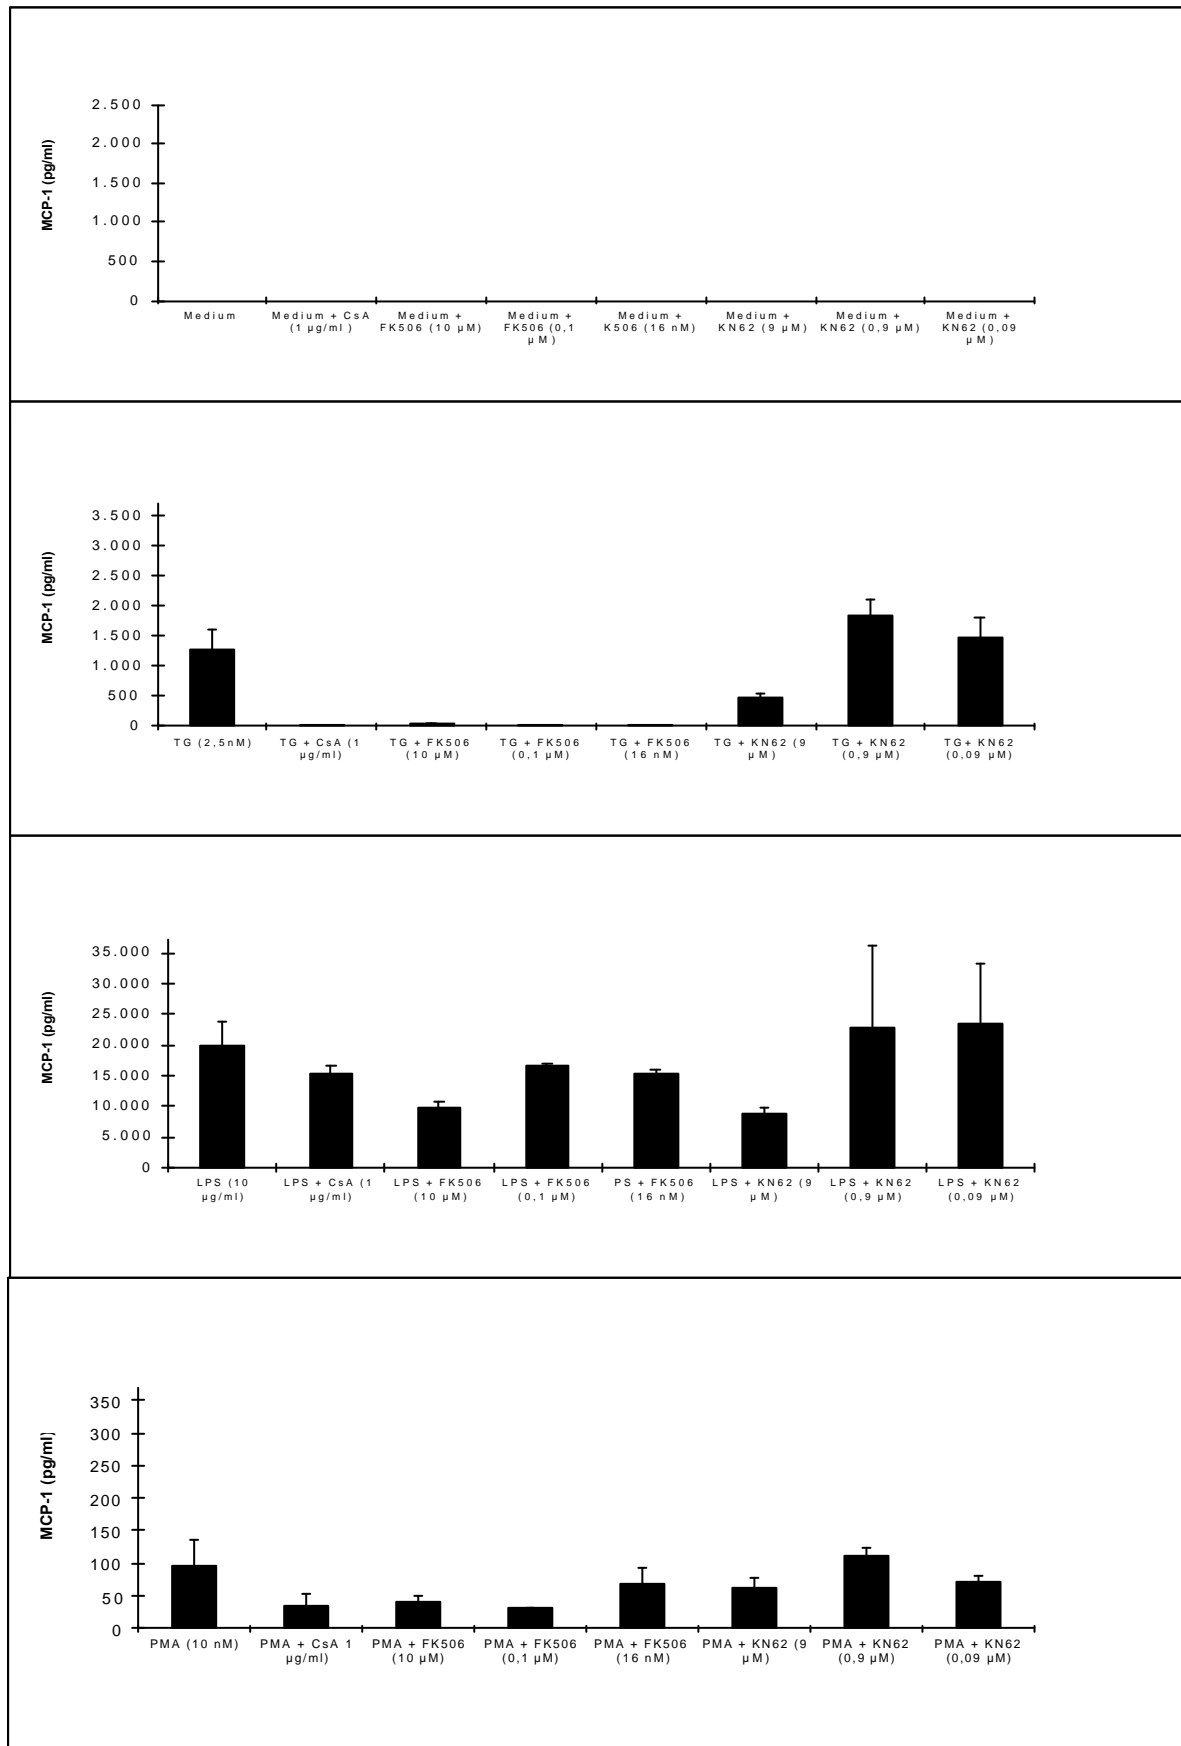 MCP-1 (pg/ml)
2.500
2.000
1.500
1.000
500
0
Medium
Medium + CsA
(1 µg/ml )
Medium +
FK506 (10 µM)
Medium +
FK506 (0,1
µM)
Medium +
K506 (16 nM)
Medium +
KN62 (9 µM)
Medium +
KN62 (0,9 µM)
Medium +
KN62 (0,09
µM)
MCP-1 (pg/ml)
3.500
3.000
2.500
2.000
1.500
1.000
500
0
TG (2,5nM)
TG + CsA (1
µg/ml)
TG + FK506
(10 µM)
TG + FK506
(0,1 µM)
TG + FK506
(16 nM)
TG + KN62 (9
µM)
TG + KN62
(0,9 µM)
TG+ KN62
(0,09 µM)
MCP-1 (pg/ml)
35.000
30.000
25.000
20.000
15.000
10.000
5.000
0
LPS (10
µg/ml)
LPS + CsA (1
µg/ml)
LPS + FK506
(10 µM)
LPS + FK506
(0,1 µM)
PS + FK506
(16 nM)
LPS + KN62 (9
µM)
LPS + KN62
(0,9 µM)
LPS + KN62
(0,09 µM)
MCP-1 (pg/ml)
350
300
250
200
150
100
50
0
PMA (10 nM)
PMA + CsA 1
µg/ml)
PMA + FK506
(10 µM)
PMA + FK506
(0,1 µM)
PMA + FK506
(16 nM)
PMA + KN62 (9
µM)
PMA + KN62
(0,9 µM)
PMA + KN62
(0,09 µM)